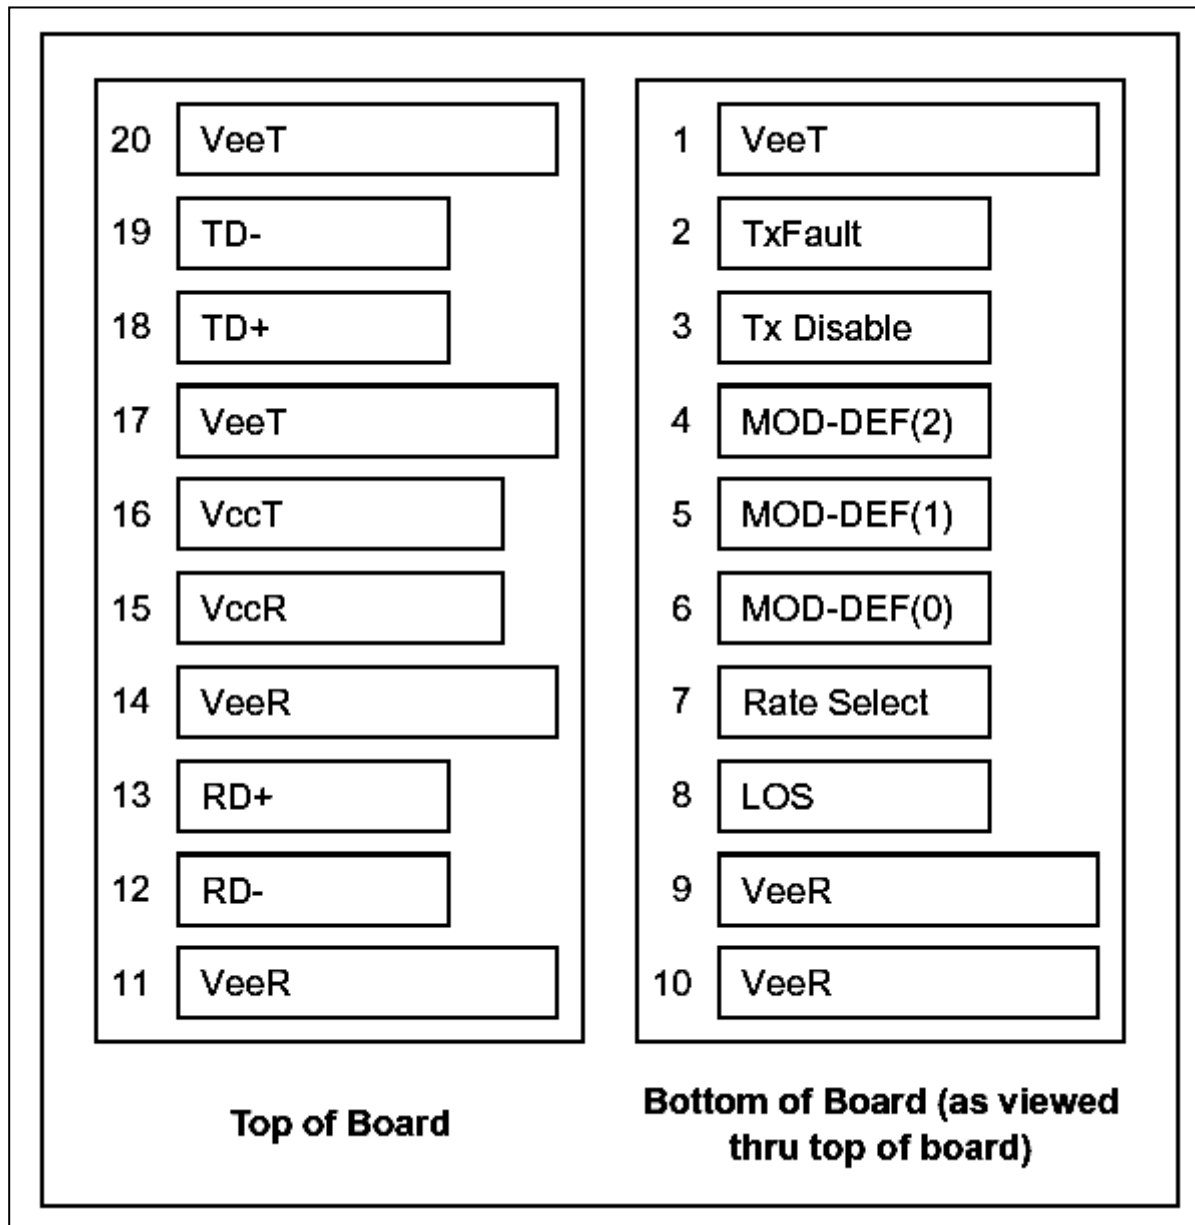 20 VeeT
19 TD-
18 TD+
17 VeeT
16 VccT
15 VccR
14 VeeR
13 RD+
12 RD-
11 VeeR
Top of Board
1 VeeT
2 TxFault
3 Tx Disable
4 MOD-DEF(2)
5 MOD-DEF(1)
6 MOD-DEF(0)
7 Rate Select
8 LOS
9 VeeR
10 VeeR
Bottom of Board (as viewed
thru top of board)